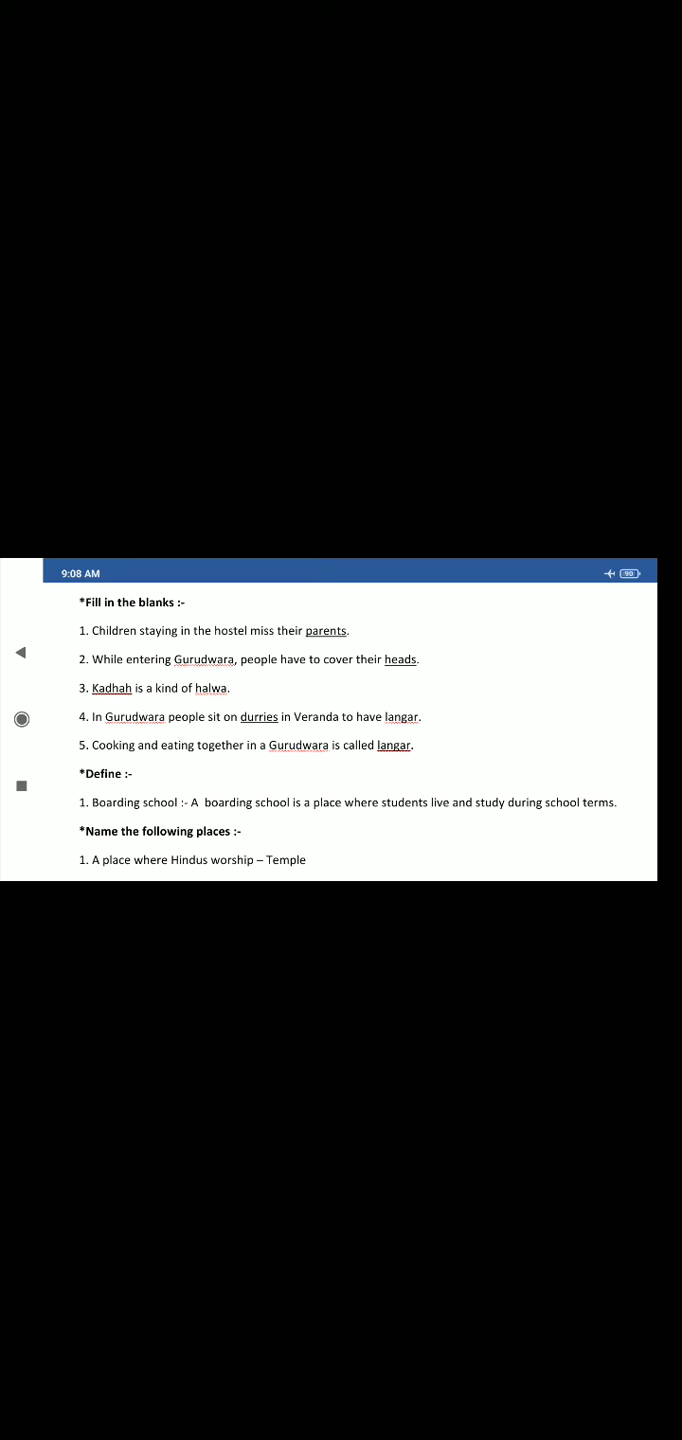 9:08 AM
90
*Fill in the blanks :-
1. Children staying in the hostel miss their parents.
2. While entering Gurudwara, people have to cover their heads.
3. Kadhah is a kind of halwa.
4. In Gurudwara people sit on durries in Veranda to have langar.
5. Cooking and eating together in a Gurudwara is called langar.
*Define :-
1. Boarding school :- A  boarding school is a place where students live and study during school terms.
*Name the following places :-
1. A place where Hindus worship – Temple